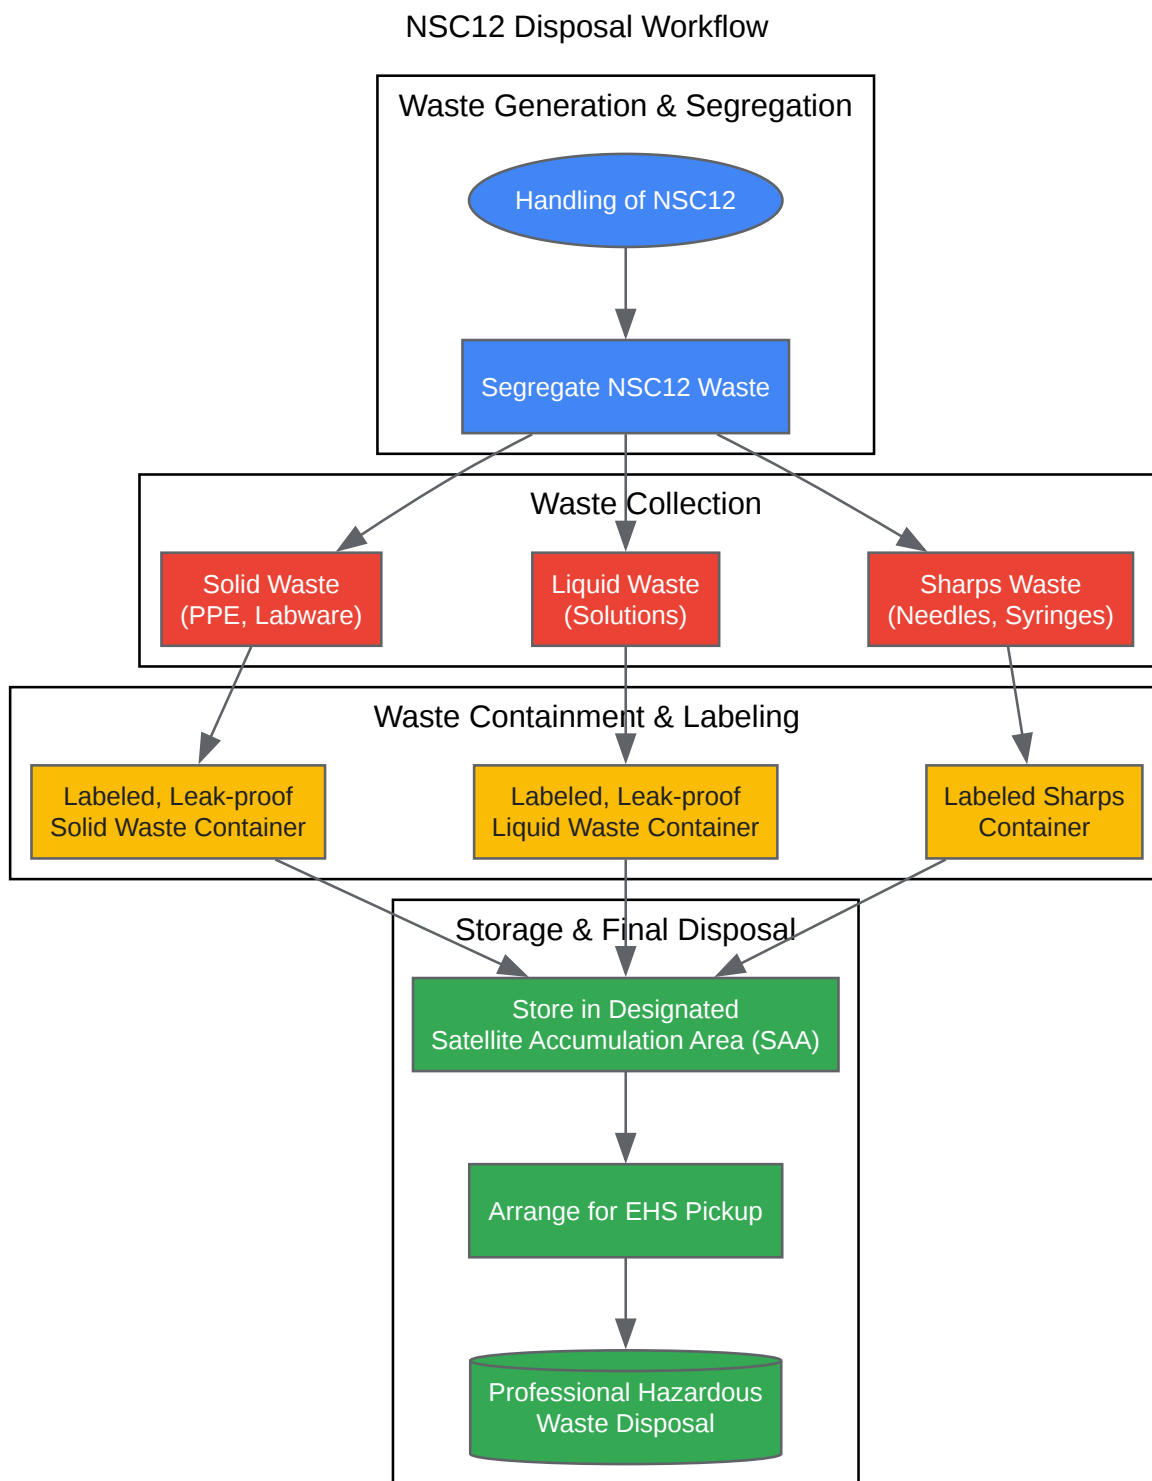 NSC12 Disposal Workflow
Waste Generation & Segregation
Handling of NSC12
Segregate NSC12 Waste
Waste Collection
Solid Waste
(PPE, Labware)
Liquid Waste
(Solutions)
Sharps Waste
(Needles, Syringes)
Waste Containment & Labeling
Labeled, Leak-proof
Solid Waste Container
Labeled, Leak-proof
Liquid Waste Container
Labeled Sharps
Container
Storage & Final Disposal
Store in Designated
Satellite Accumulation Area (SAA)
Arrange for EHS Pickup
Professional Hazardous
Waste Disposal